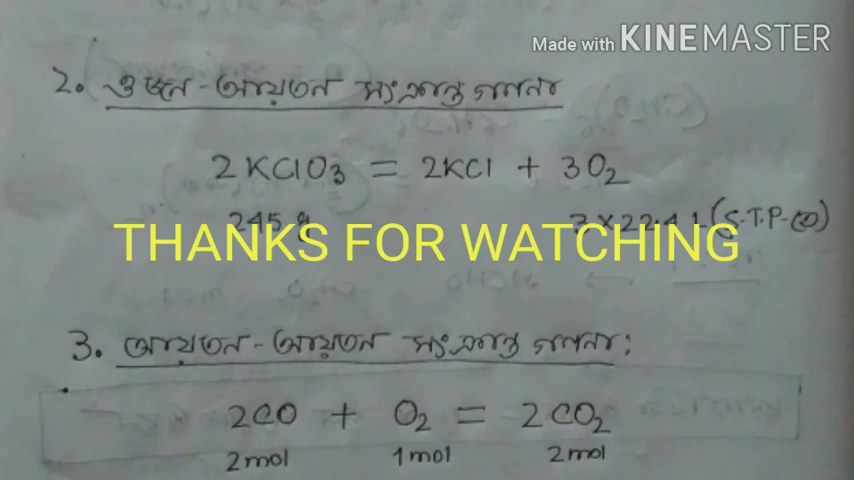 Made with KINEMASTER
2. ওজন-আয়তন সংক্রান্ত গণনা
2KClO₃ = 2KCl + 3O₂
245 g 3×22.4 L (S.T.P-তে)
THANKS FOR WATCHING
3. আয়তন-আয়তন সংক্রান্ত গণনা:
2CO + O₂ = 2CO₂
2mol 1mol 2mol